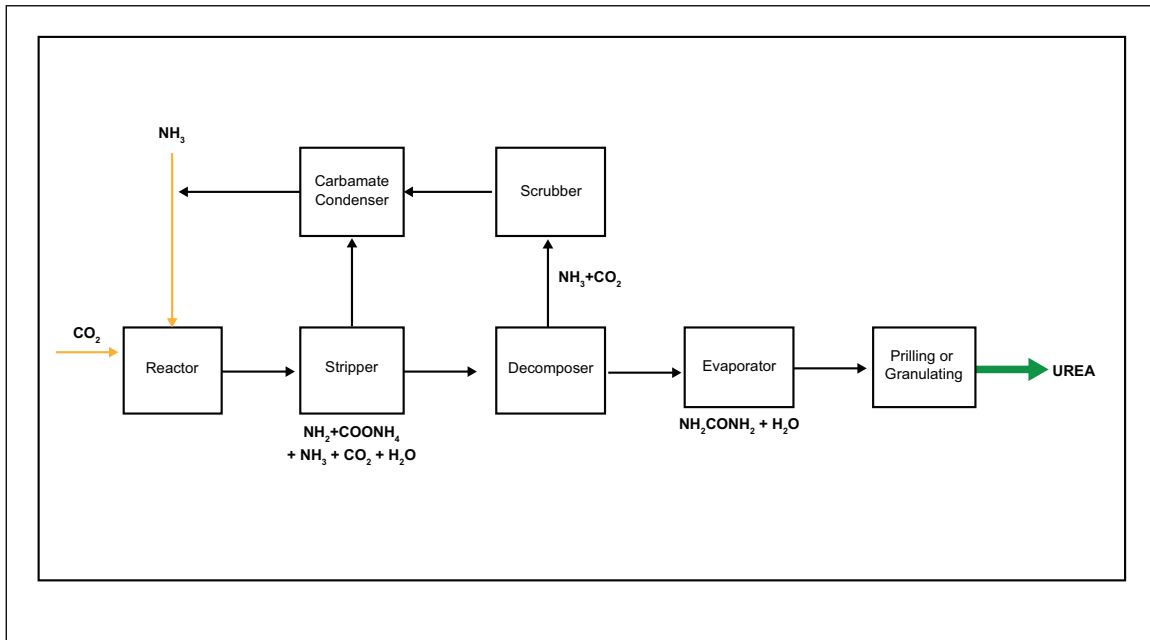 NH₃
Carbamate
Condenser
Scrubber
NH₃+CO₂
CO₂
Reactor
Stripper
Decomposer
Evaporator
Prilling or
Granulating
UREA
NH₂+COONH₄
+ NH₃ + CO₂ + H₂O
NH₂CONH₂ + H₂O